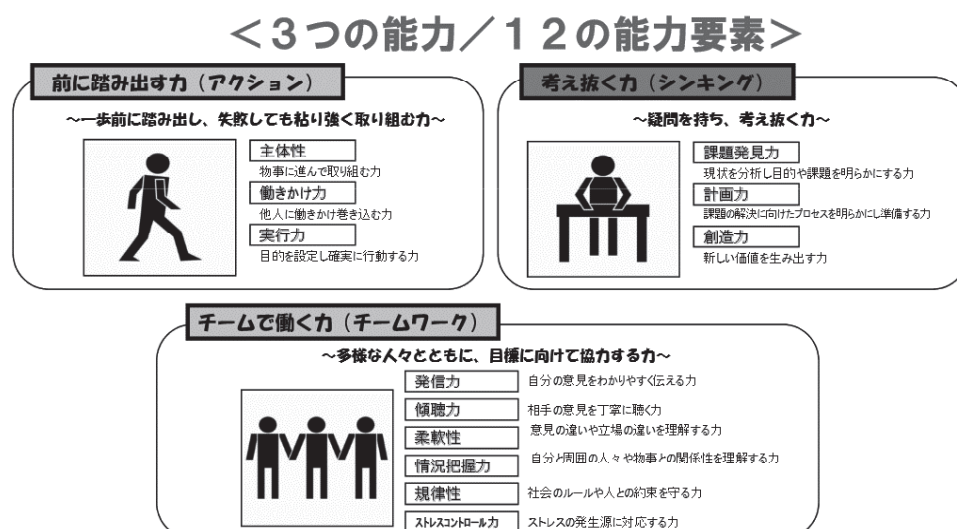 ＜３つの能力／１２の能力要素＞
前に踏み出す力（アクション）
～一歩前に踏み出し、失敗しても粘り強く取り組む力～
主体性
物事に進んで取り組む力
働きかけ力
他人に働きかけ巻き込む力
実行力
目的を設定し確実に行動する力
考え抜く力（シンキング）
～疑問を持ち、考え抜く力～
課題発見力
現状を分析し目的や課題を明らかにする力
計画力
課題の解決に向けたプロセスを明らかにし準備する力
創造力
新しい価値を生み出す力
チームで働く力（チームワーク）
～多様な人々とともに、目標に向けて協力する力～
発信力 自分の意見をわかりやすく伝える力
傾聴力 相手の意見を丁寧に聴く力
柔軟性 意見の違いや立場の違いを理解する力
情況把握力 自分と周囲の人々や物事との関係性を理解する力
規律性 社会のルールや人との約束を守る力
ストレスコントロール力 ストレスの発生源に対応する力